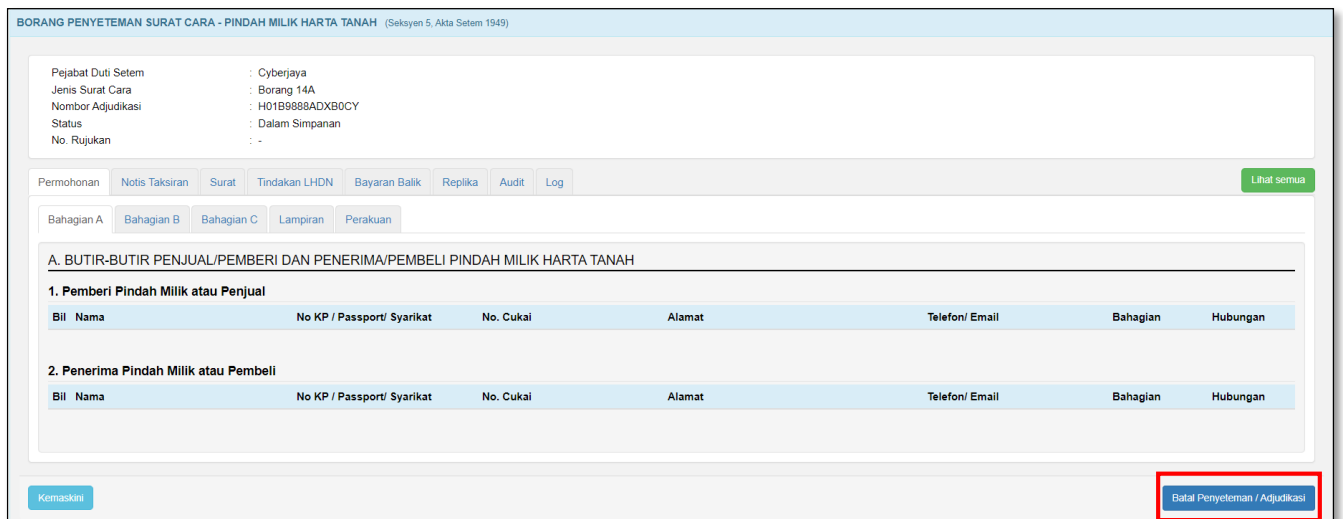 BORANG PENYETEMAN SURAT CARA - PINDAH MILIK HARTA TANAH (Seksyen 5, Akta Setem 1949)
Pejabat Duti Setem : Cyberjaya
Jenis Surat Cara : Borang 14A
Nombor Adjudikasi : H01B9888ADXB0CY
Status : Dalam Simpanan
No. Rujukan : -
Permohonan Notis Taksiran Surat Tindakan LHDN Bayaran Balik Replika Audit Log Lihat semua
Bahagian A Bahagian B Bahagian C Lampiran Perakuan
A. BUTIR-BUTIR PENJUAL/PEMBERI DAN PENERIMA/PEMBELI PINDAH MILIK HARTA TANAH
1. Pemberi Pindah Milik atau Penjual
Bil Nama No KP / Passport/ Syarikat No. Cukai Alamat Telefon/ Email Bahagian Hubungan
2. Penerima Pindah Milik atau Pembeli
Bil Nama No KP / Passport/ Syarikat No. Cukai Alamat Telefon/ Email Bahagian Hubungan
Kemaskini Batal Penyeteman / Adjudikasi